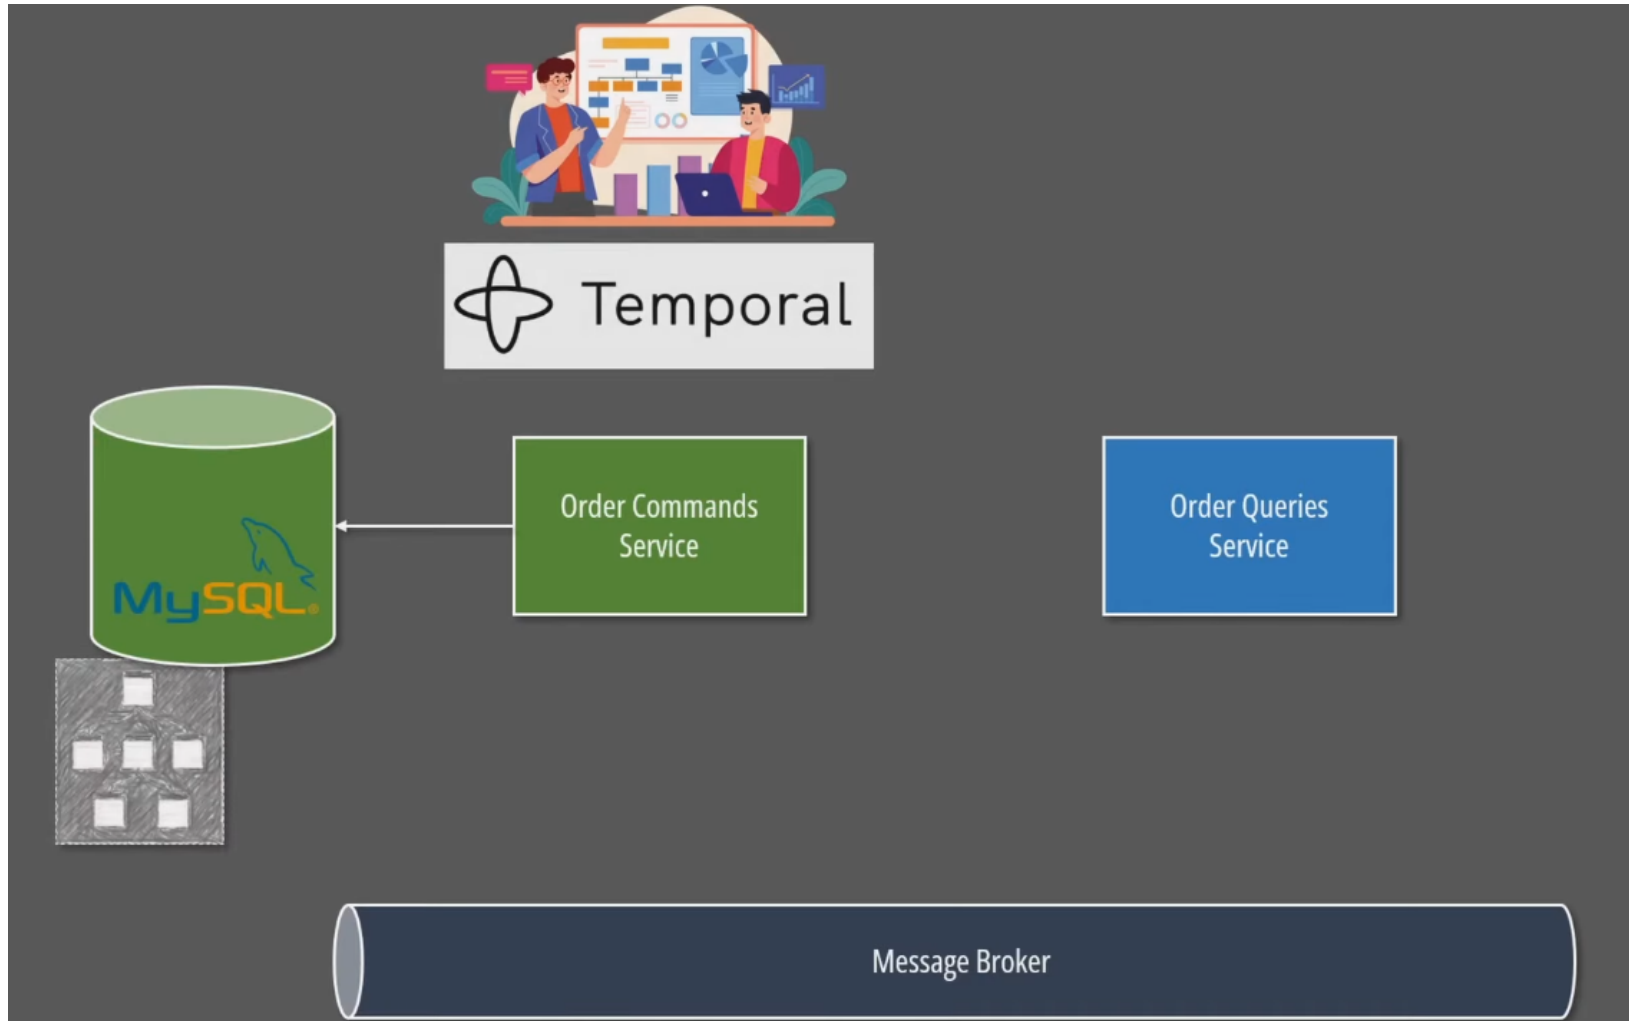 Temporal
MySQL®
Order Commands
Service
Order Queries
Service
Message Broker